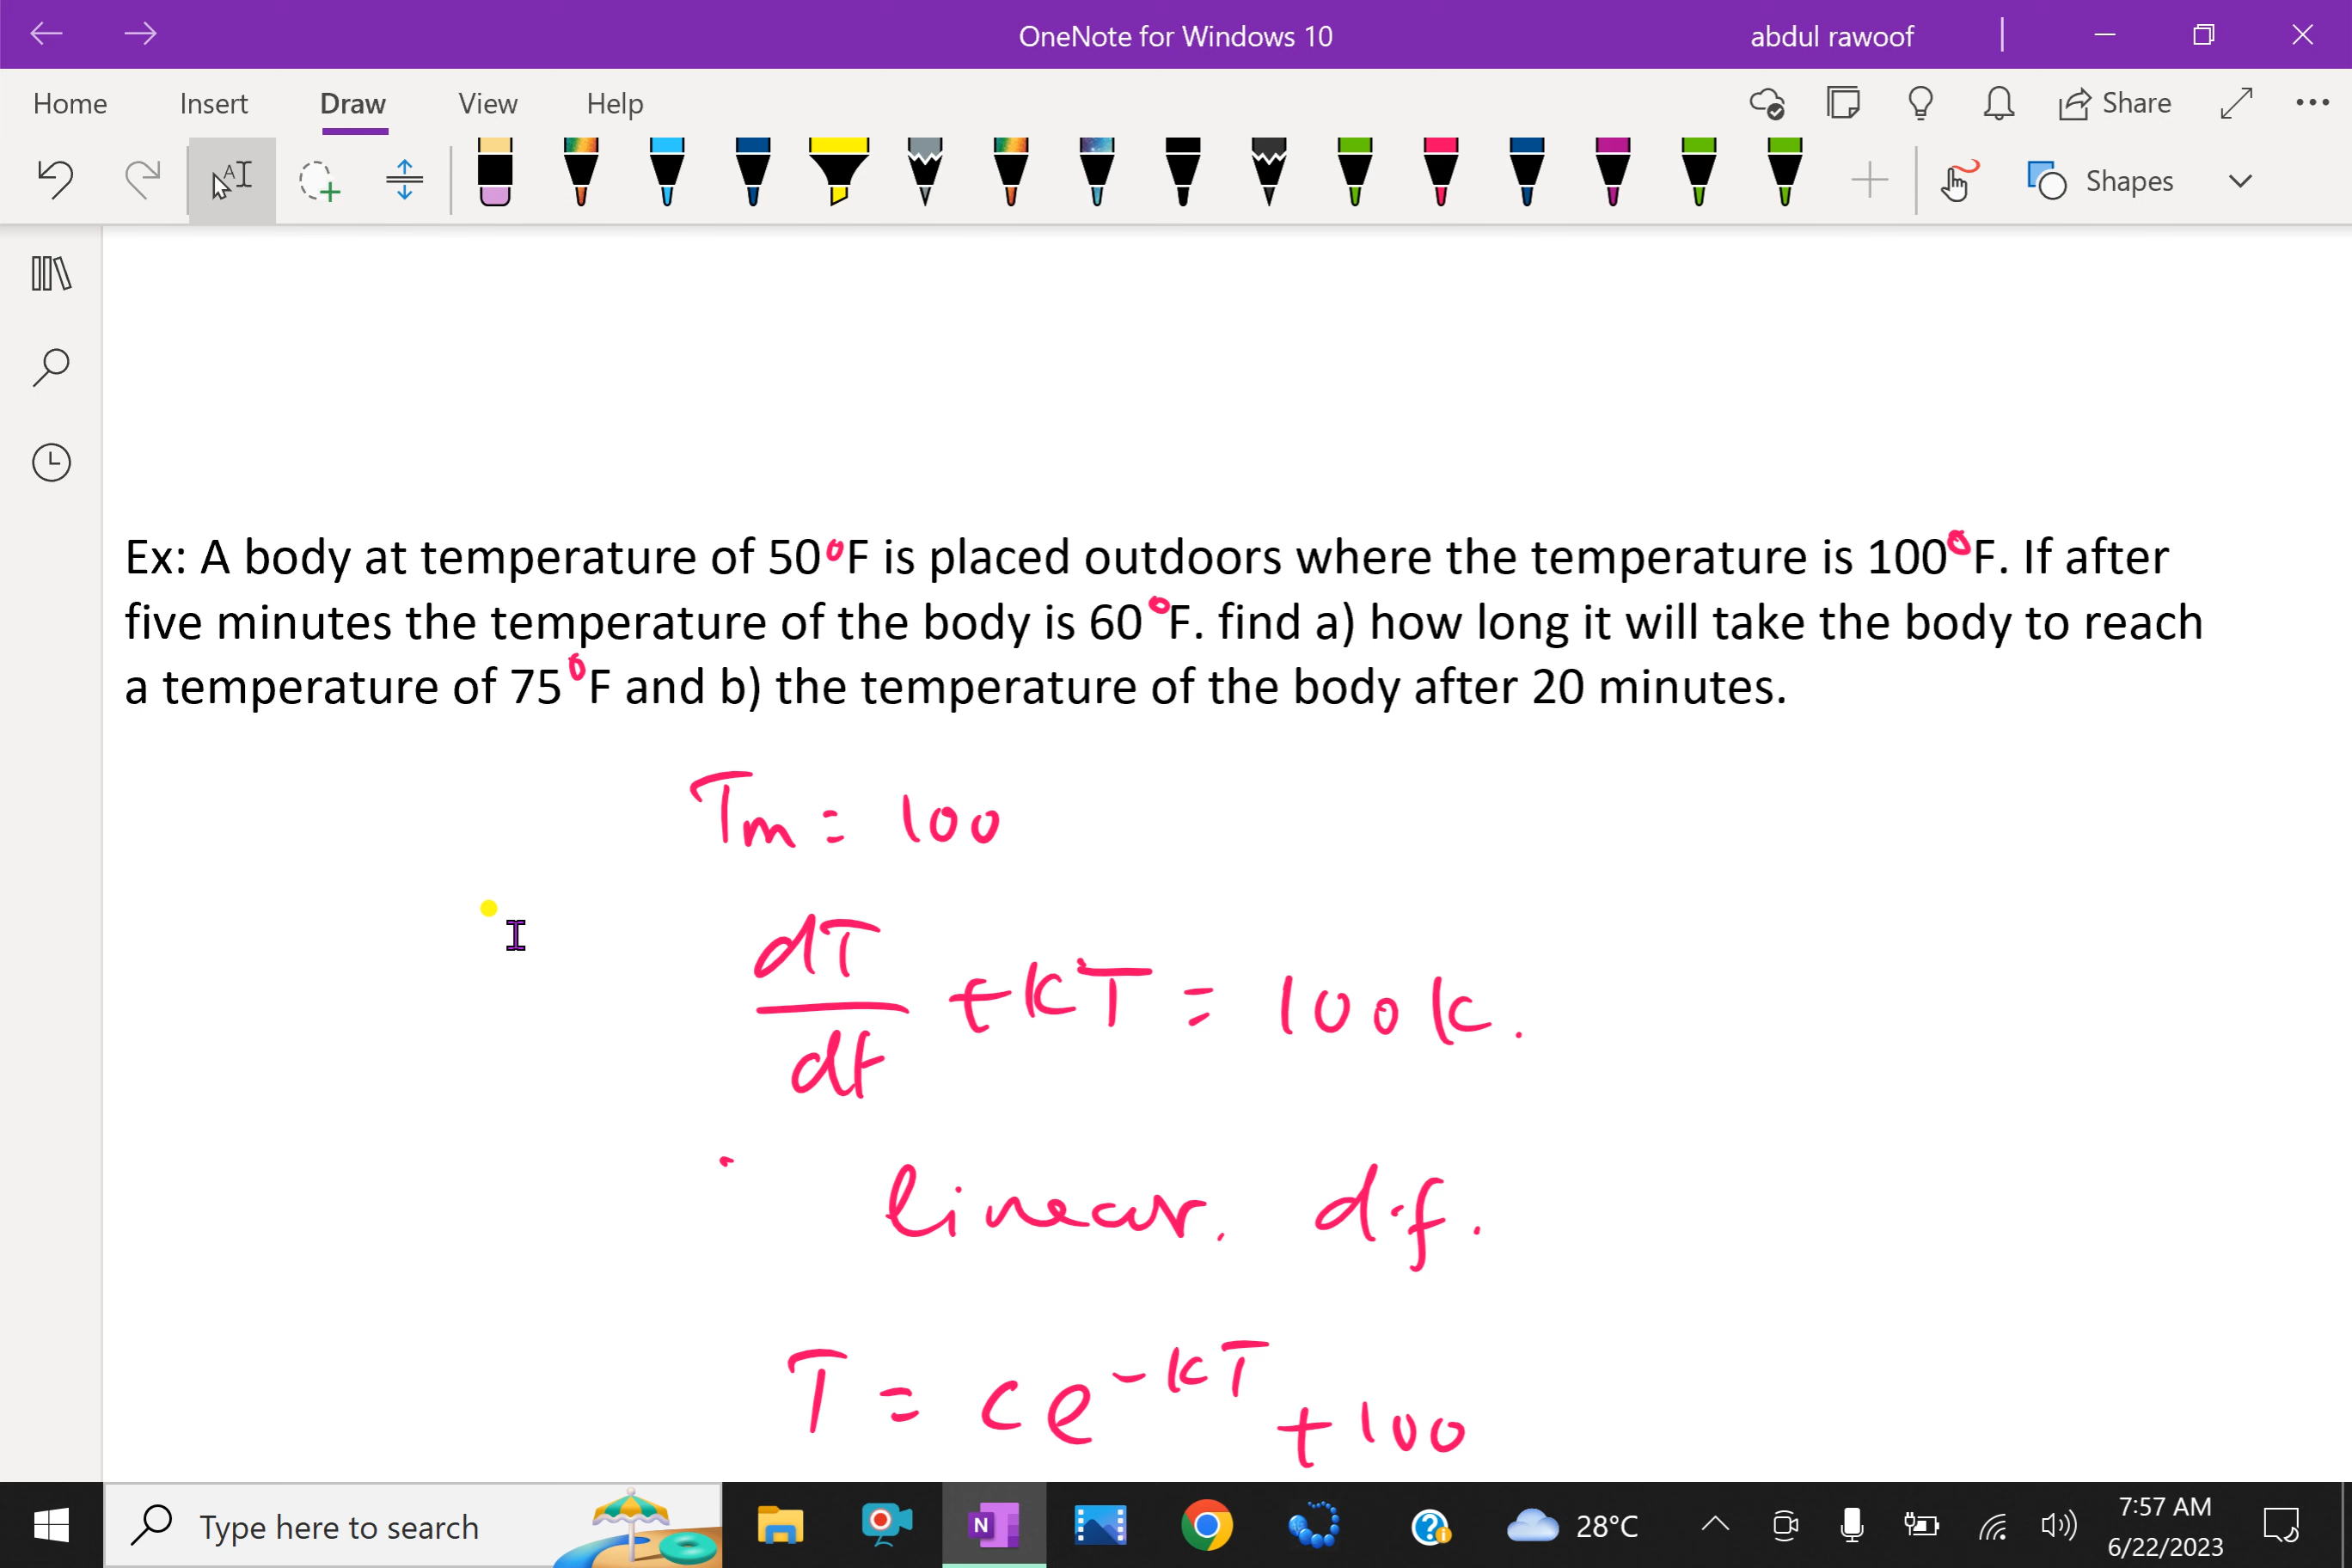 OneNote for Windows 10
abdul rawoof
Home Insert Draw View Help
Share
Shapes
Ex: A body at temperature of 50°F is placed outdoors where the temperature is 100°F. If after
five minutes the temperature of the body is 60°F. find a) how long it will take the body to reach
a temperature of 75°F and b) the temperature of the body after 20 minutes.
Tm = 100
dT/dt + KT = 100k.
linear. d.f.
T = ce^-KT + 100
Type here to search
28°C
7:57 AM
6/22/2023